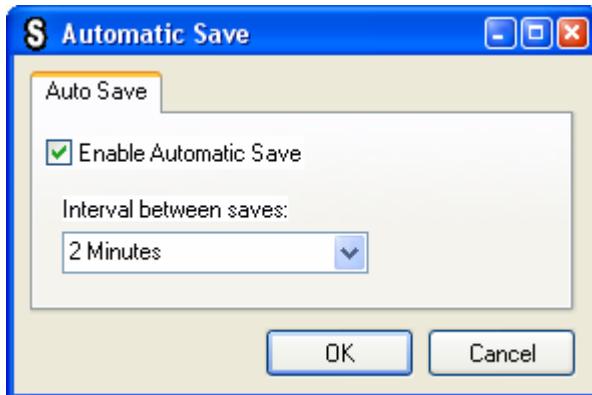 S Automatic Save
Auto Save
Enable Automatic Save
Interval between saves:
2 Minutes
OK Cancel